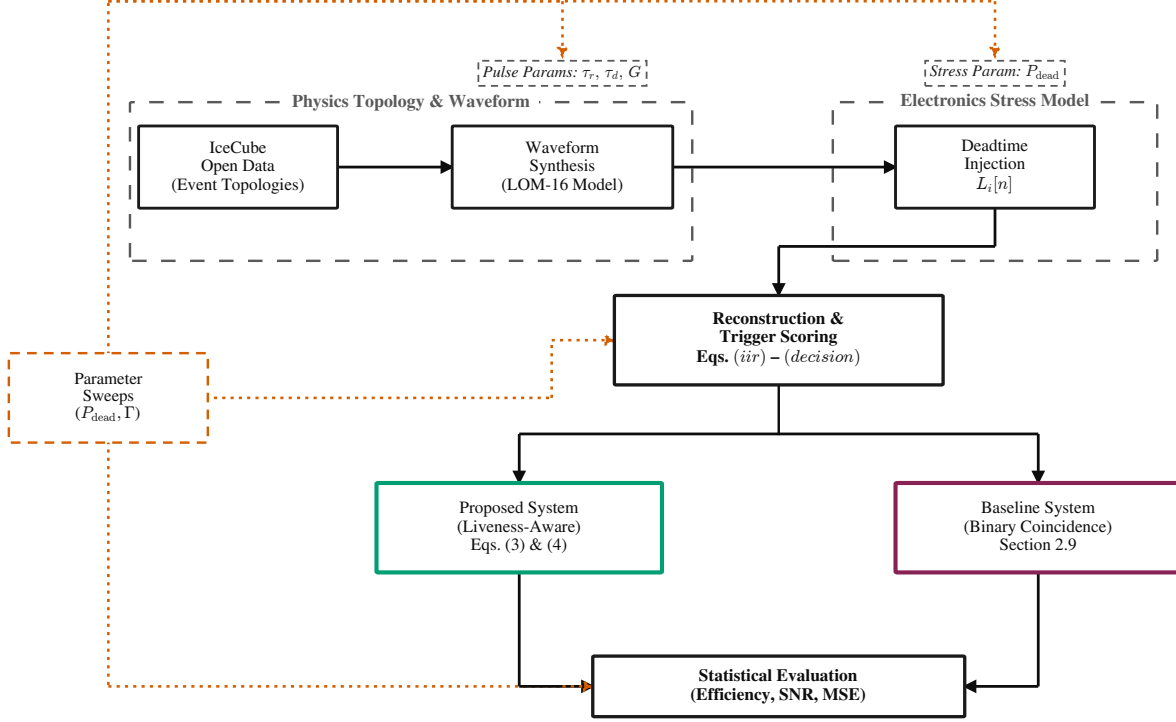 Pulse Params: τ_r, τ_d, G
Stress Param: P_dead
Physics Topology & Waveform
Electronics Stress Model
IceCube
Open Data
(Event Topologies)
Waveform
Synthesis
(LOM-16 Model)
Deadtime
Injection
L_i[n]
Reconstruction &
Trigger Scoring
Eqs. (iir) – (decision)
Parameter
Sweeps
(P_dead, Γ)
Proposed System
(Liveness-Aware)
Eqs. (3) & (4)
Baseline System
(Binary Coincidence)
Section 2.9
Statistical Evaluation
(Efficiency, SNR, MSE)